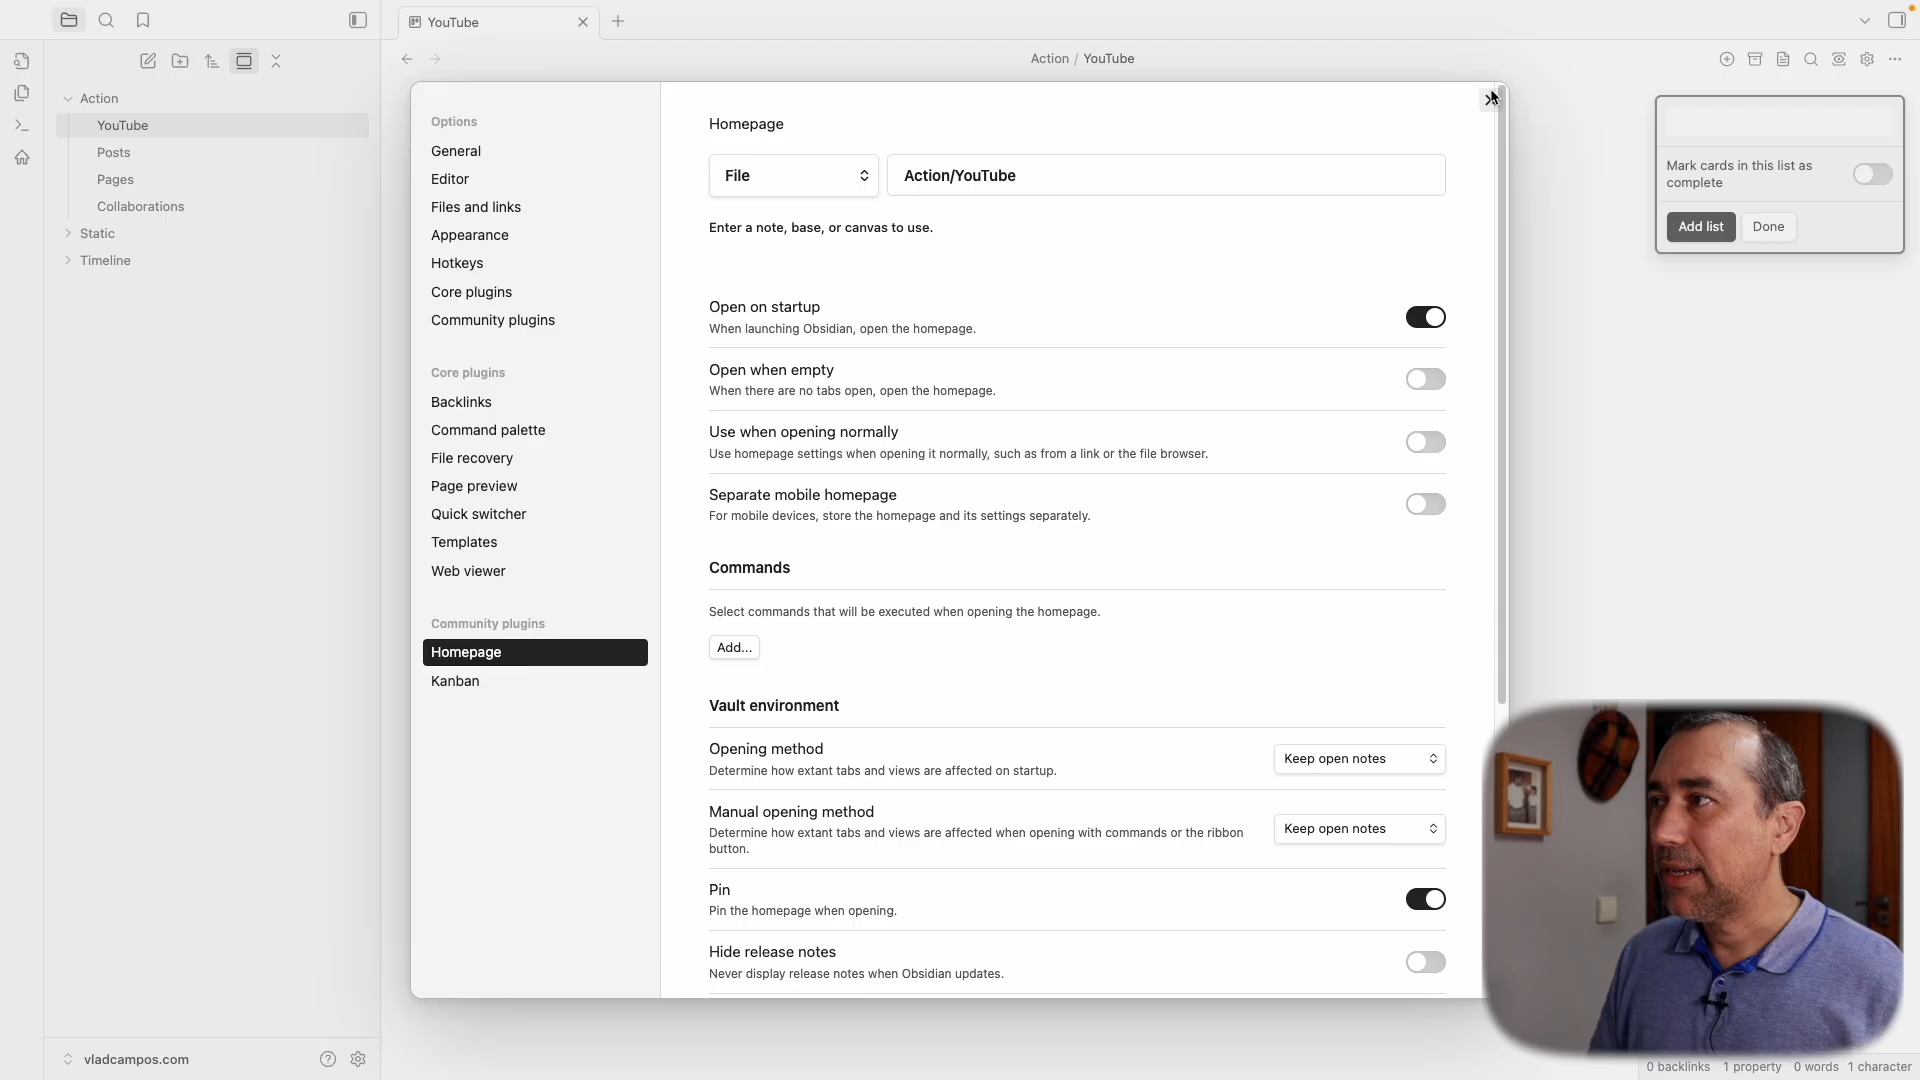 YouTube
Action / YouTube
Action
YouTube
Posts
Pages
Collaborations
Static
Timeline
vladcampos.com
Options
General
Editor
Files and links
Appearance
Hotkeys
Core plugins
Community plugins
Core plugins
Backlinks
Command palette
File recovery
Page preview
Quick switcher
Templates
Web viewer
Community plugins
Homepage
Kanban
Homepage
File
Action/YouTube
Enter a note, base, or canvas to use.
Open on startup
When launching Obsidian, open the homepage.
Open when empty
When there are no tabs open, open the homepage.
Use when opening normally
Use homepage settings when opening it normally, such as from a link or the file browser.
Separate mobile homepage
For mobile devices, store the homepage and its settings separately.
Commands
Select commands that will be executed when opening the homepage.
Add...
Vault environment
Opening method
Determine how extant tabs and views are affected on startup.
Keep open notes
Manual opening method
Determine how extant tabs and views are affected when opening with commands or the ribbon
button.
Keep open notes
Pin
Pin the homepage when opening.
Hide release notes
Never display release notes when Obsidian updates.
Mark cards in this list as
complete
Add list
Done
0 backlinks 1 property 0 words 1 character